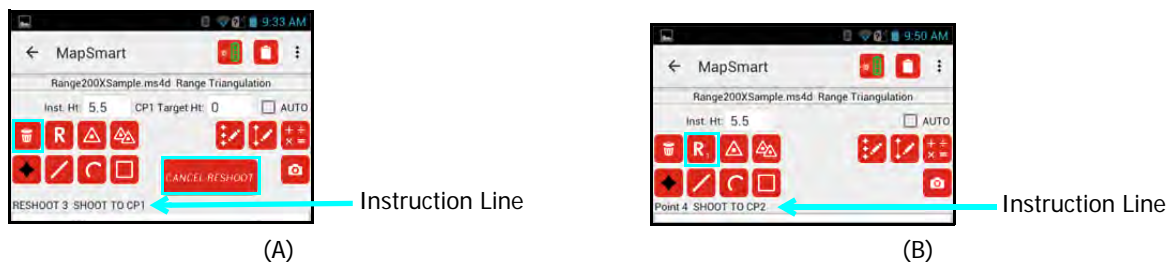 9:33 AM
MapSmart
Range200XSample.ms4d Range Triangulation
Inst. Ht: 5.5 CP1 Target Ht: 0 AUTO
R
CANCEL RESHOOT
RESHOOT 3 SHOOT TO CP1
Instruction Line
(A)
9:50 AM
MapSmart
Range200XSample.ms4d Range Triangulation
Inst. Ht: 5.5 AUTO
R1
Point 4 SHOOT TO CP2
Instruction Line
(B)